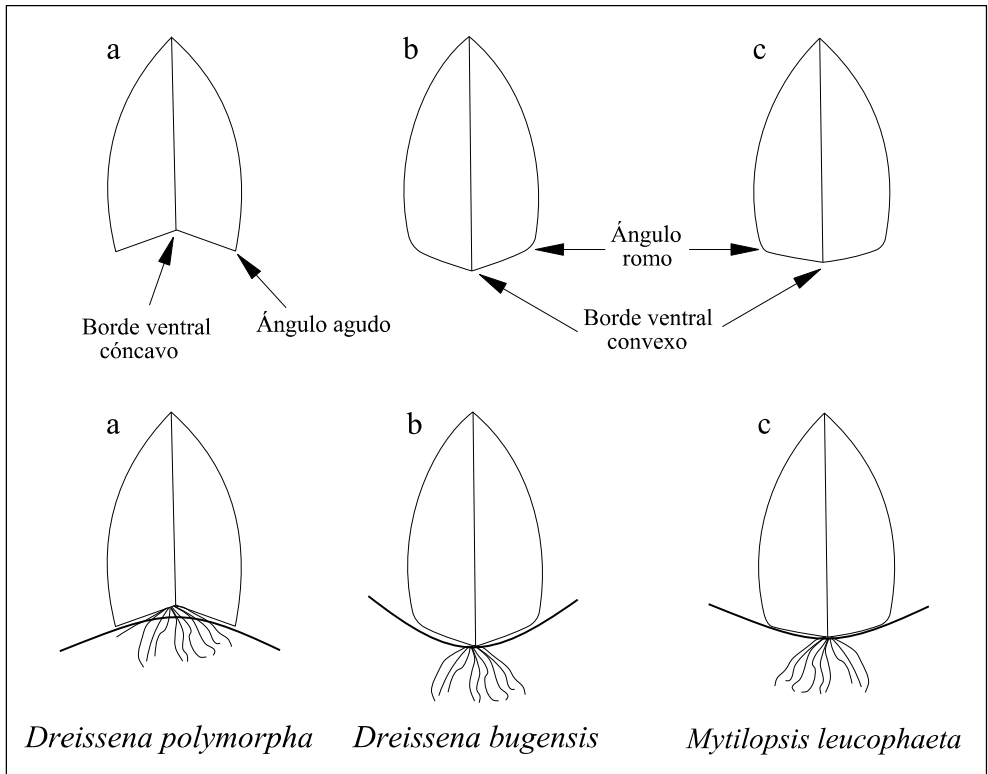 a
b
c
Ángulo
romo
Borde ventral
cóncavo
Ángulo agudo
Borde ventral
convexo
a
b
c
Dreissena polymorpha
Dreissena bugensis
Mytilopsis leucophaeta